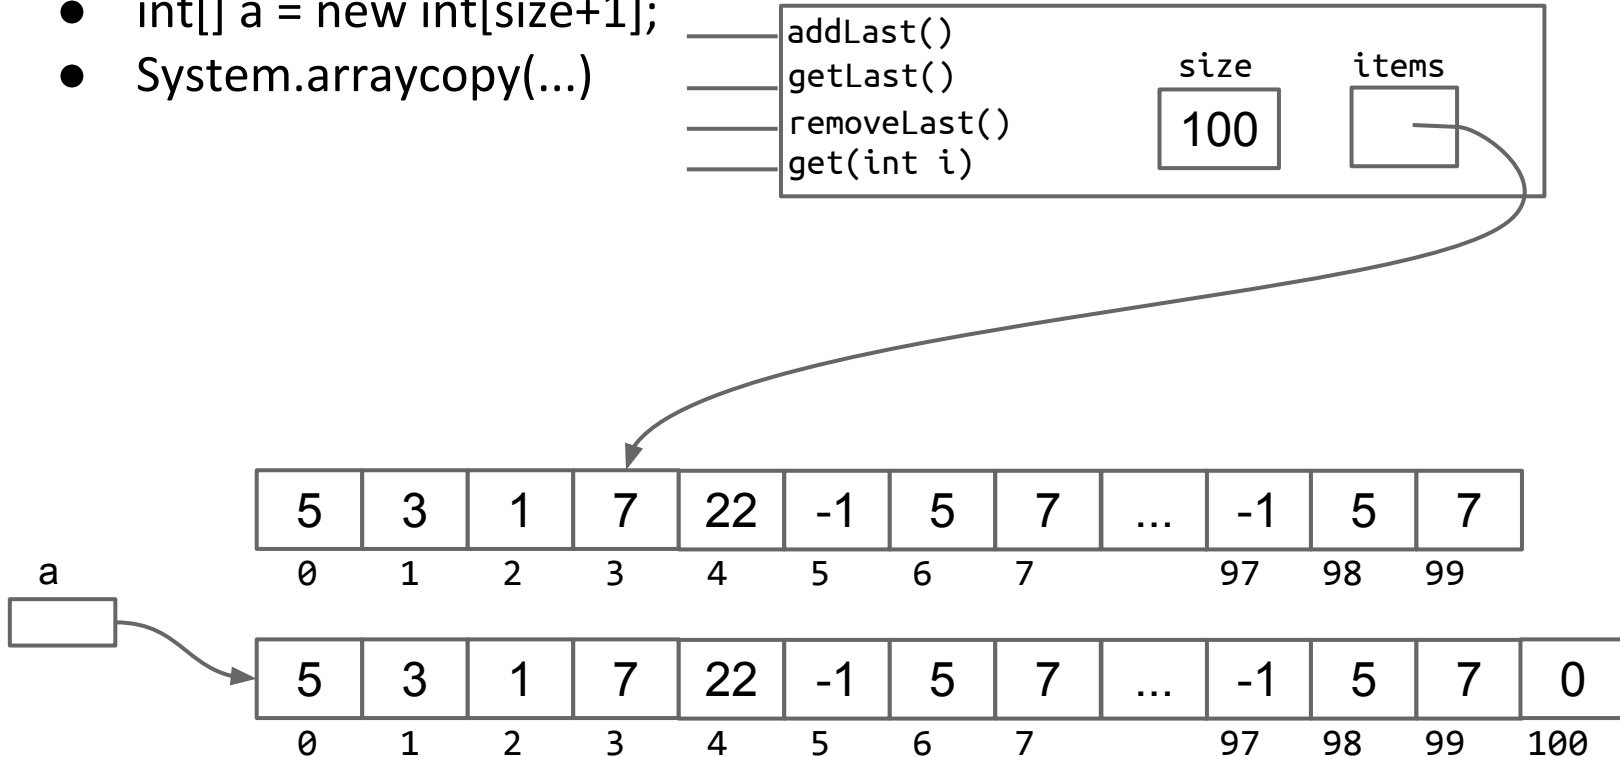 ● int[] a = new int[size+1];
● System.arraycopy(...)
addLast()
getLast()
removeLast()
get(int i)
size
items
100
5 3 1 7 22 -1 5 7 ... -1 5 7
0 1 2 3 4 5 6 7 97 98 99
a
5 3 1 7 22 -1 5 7 ... -1 5 7 0
0 1 2 3 4 5 6 7 97 98 99 100